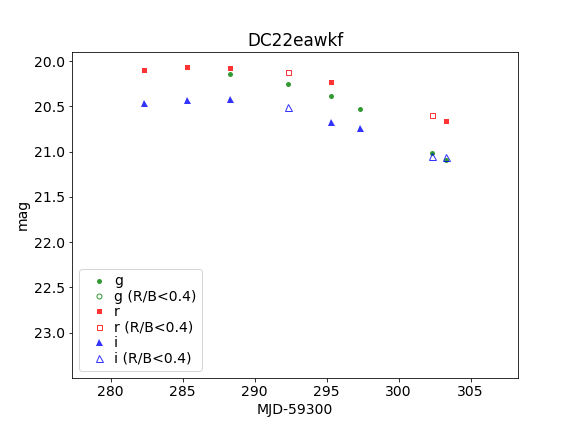 DC22eawkf
20.0
20.5
21.0
21.5
22.0
22.5
23.0
mag
g
g (R/B<0.4)
r
r (R/B<0.4)
i
i (R/B<0.4)
280 285 290 295 300 305
MJD-59300